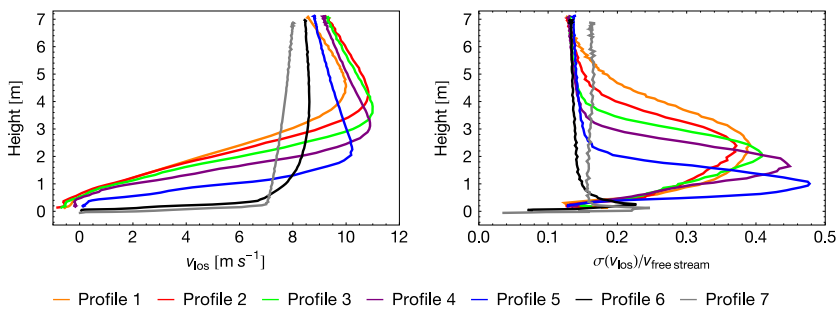 7
6
5
4
3
2
1
0
Height [m]
0 2 4 6 8 10 12
v_los [m s⁻¹]
7
6
5
4
3
2
1
0
Height [m]
0.0 0.1 0.2 0.3 0.4 0.5
σ(v_los)/v_free stream
Profile 1 Profile 2 Profile 3 Profile 4 Profile 5 Profile 6 Profile 7